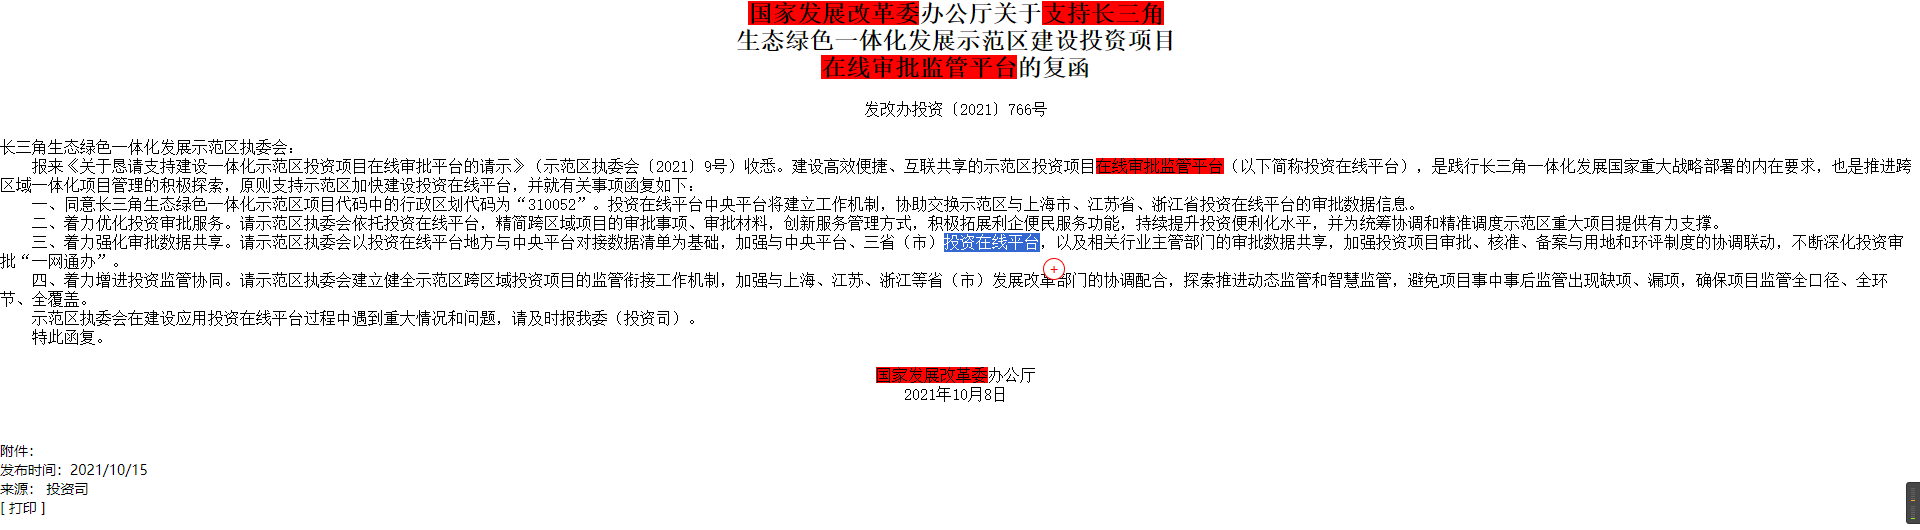 国家发展改革委办公厅关于支持长三角
生态绿色一体化发展示范区建设投资项目
在线审批监管平台的复函
发改办投资〔2021〕766号
长三角生态绿色一体化发展示范区执委会：
报来《关于恳请支持建设一体化示范区投资项目在线审批平台的请示》（示范区执委会〔2021〕9号）收悉。建设高效便捷、互联共享的示范区投资项目在线审批监管平台（以下简称投资在线平台），是践行长三角一体化发展国家重大战略部署的内在要求，也是推进跨
区域一体化项目管理的积极探索，原则支持示范区加快建设投资在线平台，并就有关事项函复如下：
一、同意长三角生态绿色一体化示范区项目代码中的行政区划代码为“310052”。投资在线平台中央平台将建立工作机制，协助交换示范区与上海市、江苏省、浙江省投资在线平台的审批数据信息。
二、着力优化投资审批服务。请示范区执委会依托投资在线平台，精简跨区域项目的审批事项、审批材料，创新服务管理方式，积极拓展利企便民服务功能，持续提升投资便利化水平，并为统筹协调和精准调度示范区重大项目提供有力支撑。
三、着力强化审批数据共享。请示范区执委会以投资在线平台地方与中央平台对接数据清单为基础，加强与中央平台、三省（市）投资在线平台，以及相关行业主管部门的审批数据共享，加强投资项目审批、核准、备案与用地和环评制度的协调联动，不断深化投资审
批“一网通办”。
四、着力增进投资监管协同。请示范区执委会建立健全示范区跨区域投资项目的监管衔接工作机制，加强与上海、江苏、浙江等省（市）发展改革部门的协调配合，探索推进动态监管和智慧监管，避免项目事中事后监管出现缺项、漏项，确保项目监管全口径、全环
节、全覆盖。
示范区执委会在建设应用投资在线平台过程中遇到重大情况和问题，请及时报我委（投资司）。
特此函复。
国家发展改革委办公厅
2021年10月8日
附件：
发布时间：2021/10/15
来源： 投资司
[ 打印 ]